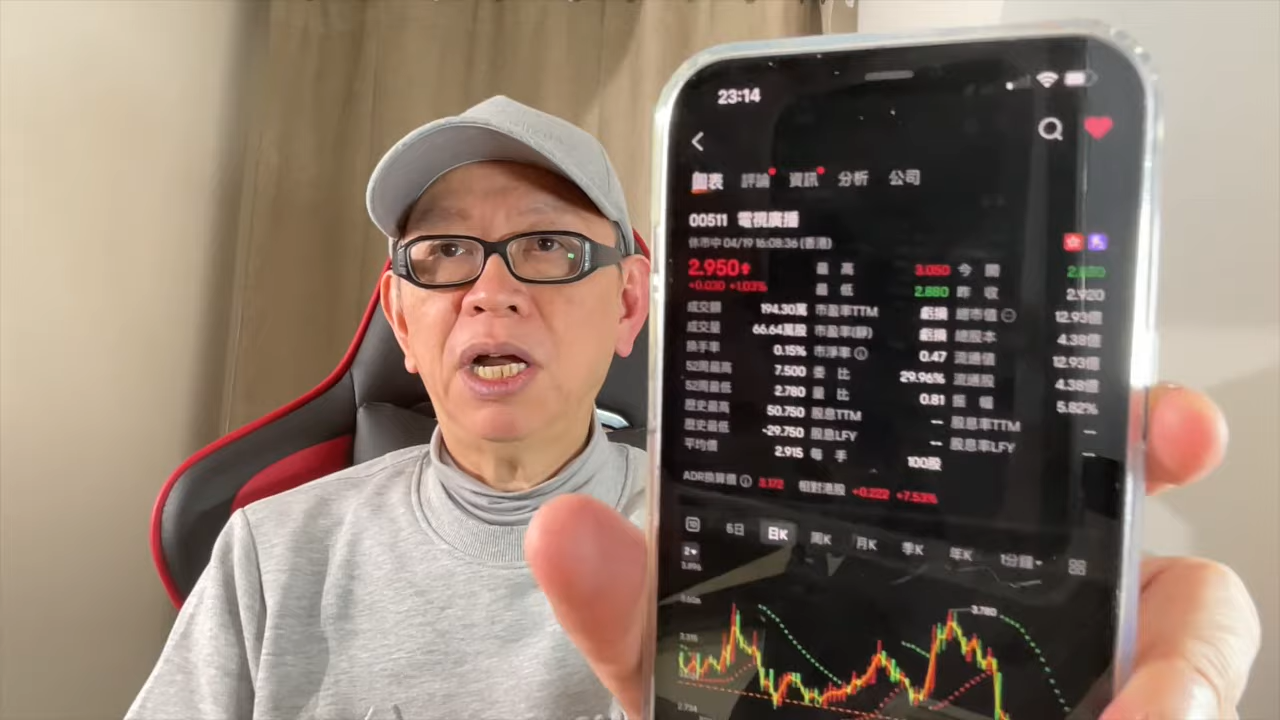 23:14
圖表 評論 資訊 分析 公司
00511 電視廣播
休市中 04/19 16:08:36 (香港)
2.950 最 高 3.050 今 開
+0.030 +1.03% 最 低 2.880 昨 收 2.920
成交額 194.30萬 市盈率TTM 虧損 總市值 12.93億
成交量 66.64萬股 市盈率(靜) 虧損 總股本 4.38億
換手率 0.15% 市淨率 0.47 流通值 12.93億
52周最高 7.500 委 比 29.96% 流通股 4.38億
52周最低 2.780 量 比 0.81 振 幅 5.82%
歷史最高 50.750 股息TTM -- 股息率TTM --
歷史最低 -29.750 股息LFY -- 股息率LFY --
平均價 2.915 每 手 100股
ADR換算價 3.172 相對港股 +0.222 +7.53%
5日 日K 周K 月K 季K 年K 1分鐘
3.780
3.315
2.734